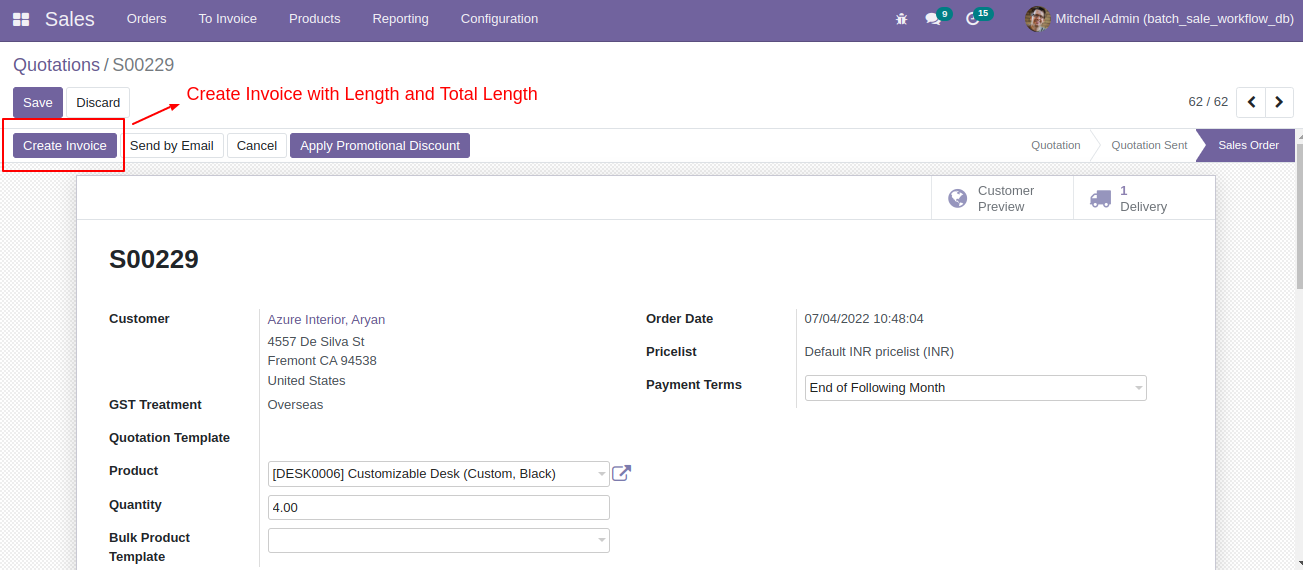 Sales Orders To Invoice Products Reporting Configuration 9 15 Mitchell Admin (batch_sale_workflow_db)
Quotations / S00229
Create Invoice with Length and Total Length
Save Discard 62 / 62
Create Invoice Send by Email Cancel Apply Promotional Discount Quotation Quotation Sent Sales Order
Customer Preview
1 Delivery
S00229
Customer Azure Interior, Aryan
4557 De Silva St
Fremont CA 94538
United States
GST Treatment Overseas
Quotation Template
Product [DESK0006] Customizable Desk (Custom, Black)
Quantity 4.00
Bulk Product
Template
Order Date 07/04/2022 10:48:04
Pricelist Default INR pricelist (INR)
Payment Terms End of Following Month